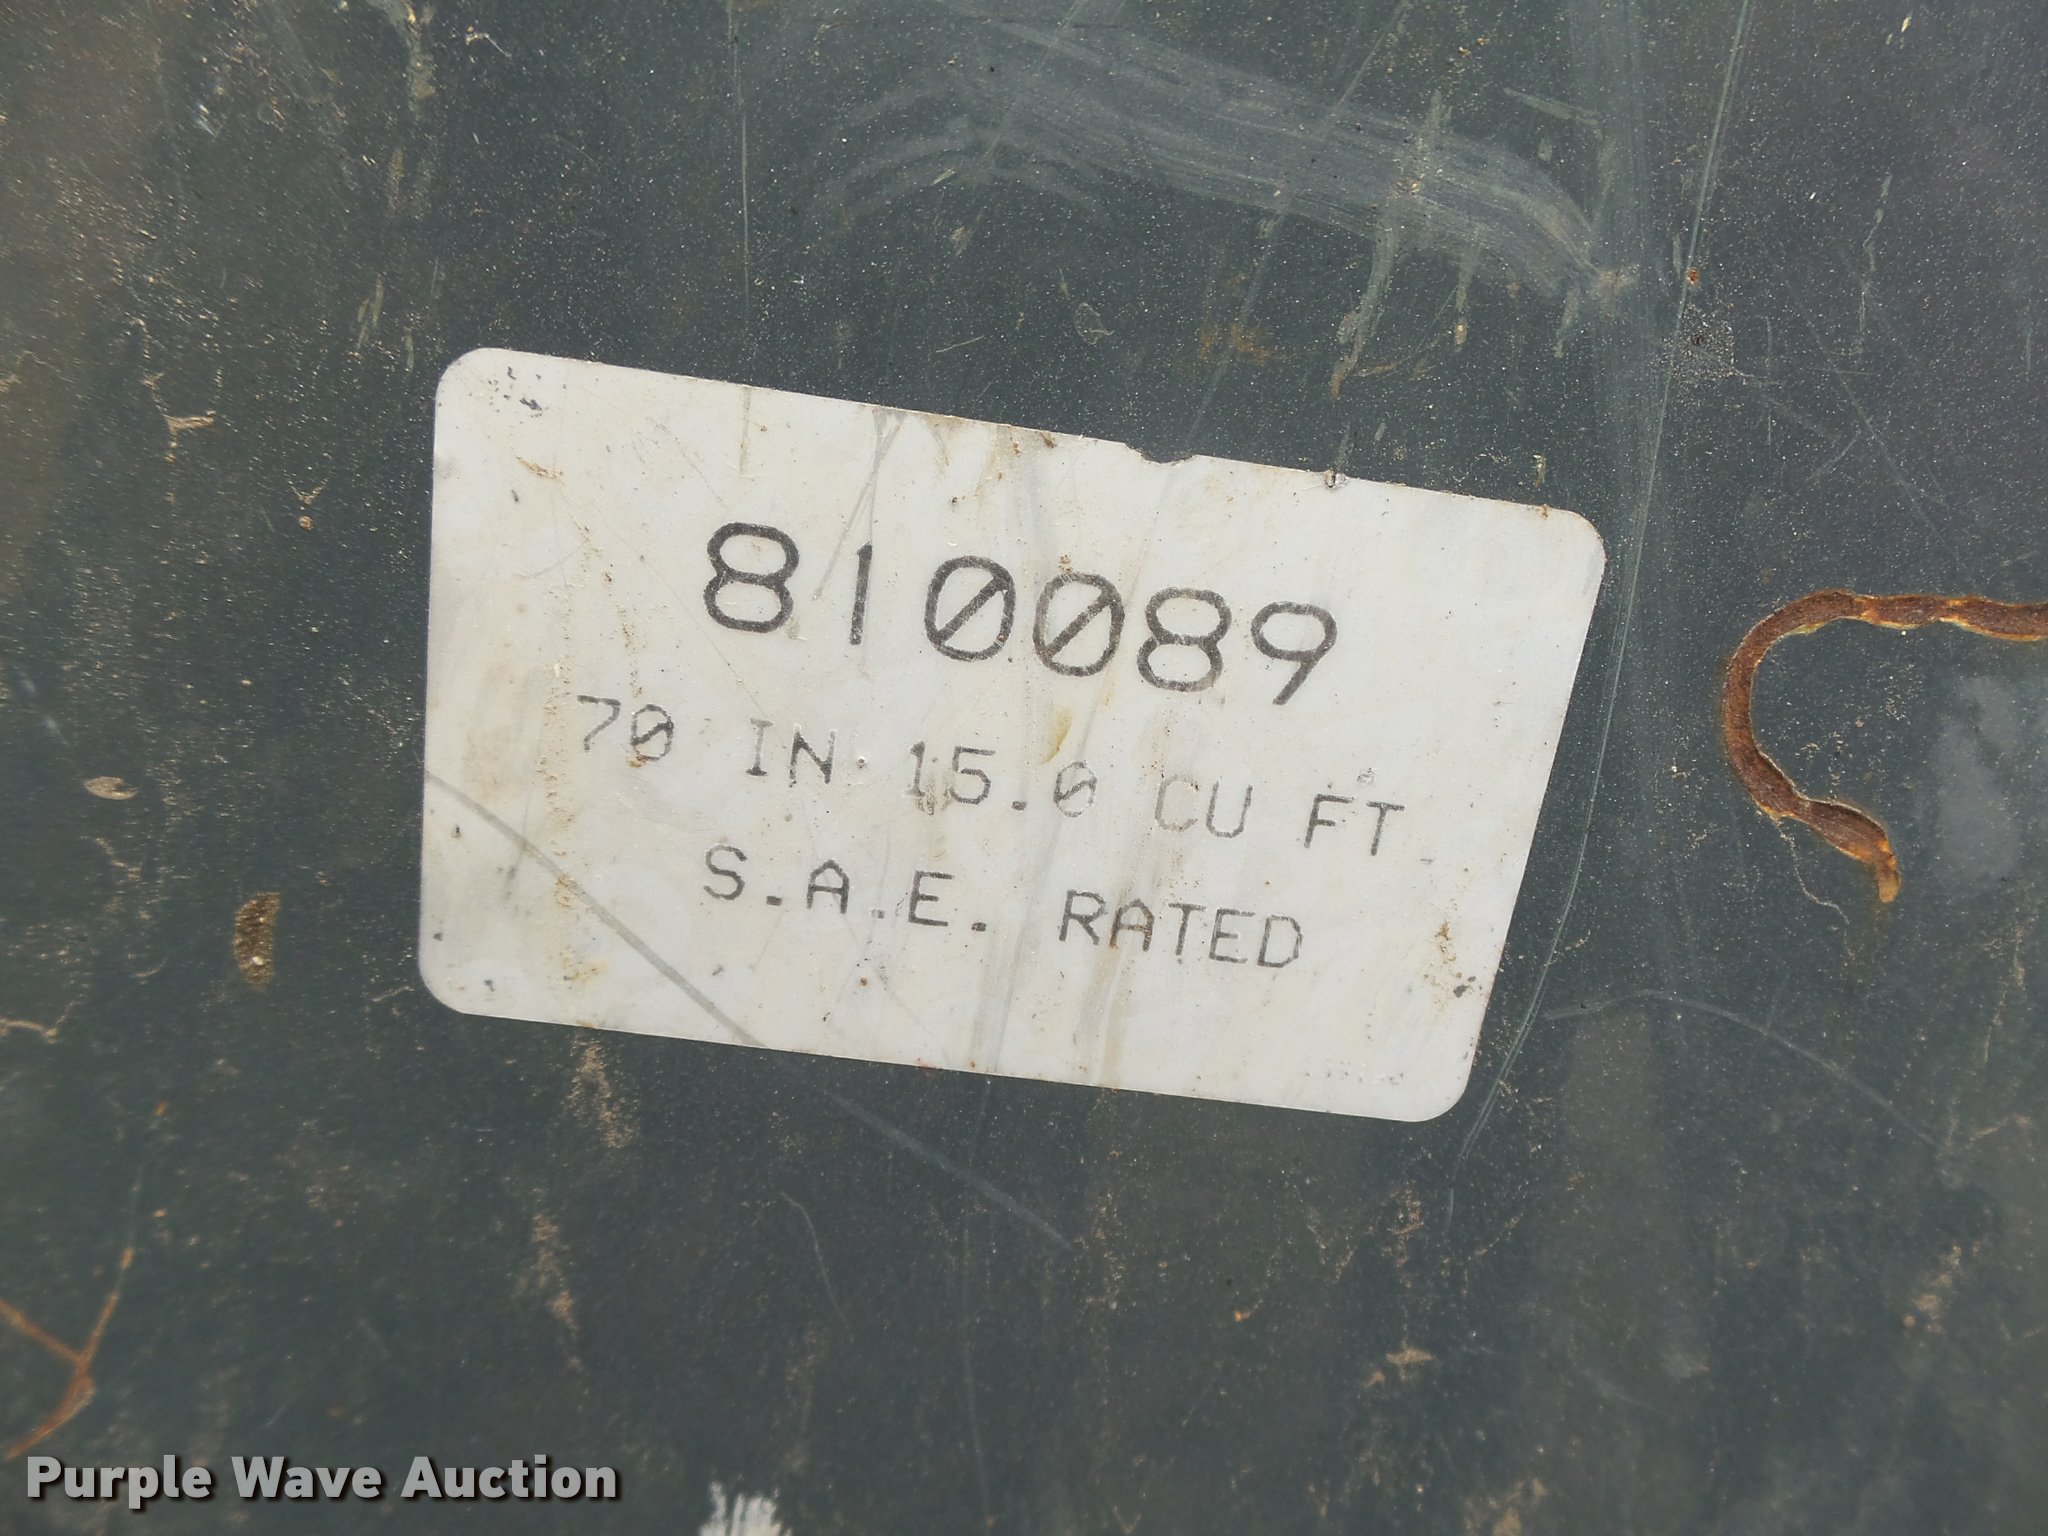 810089
70 IN 15.0 CU FT
S.A.E. RATED
Purple Wave Auction